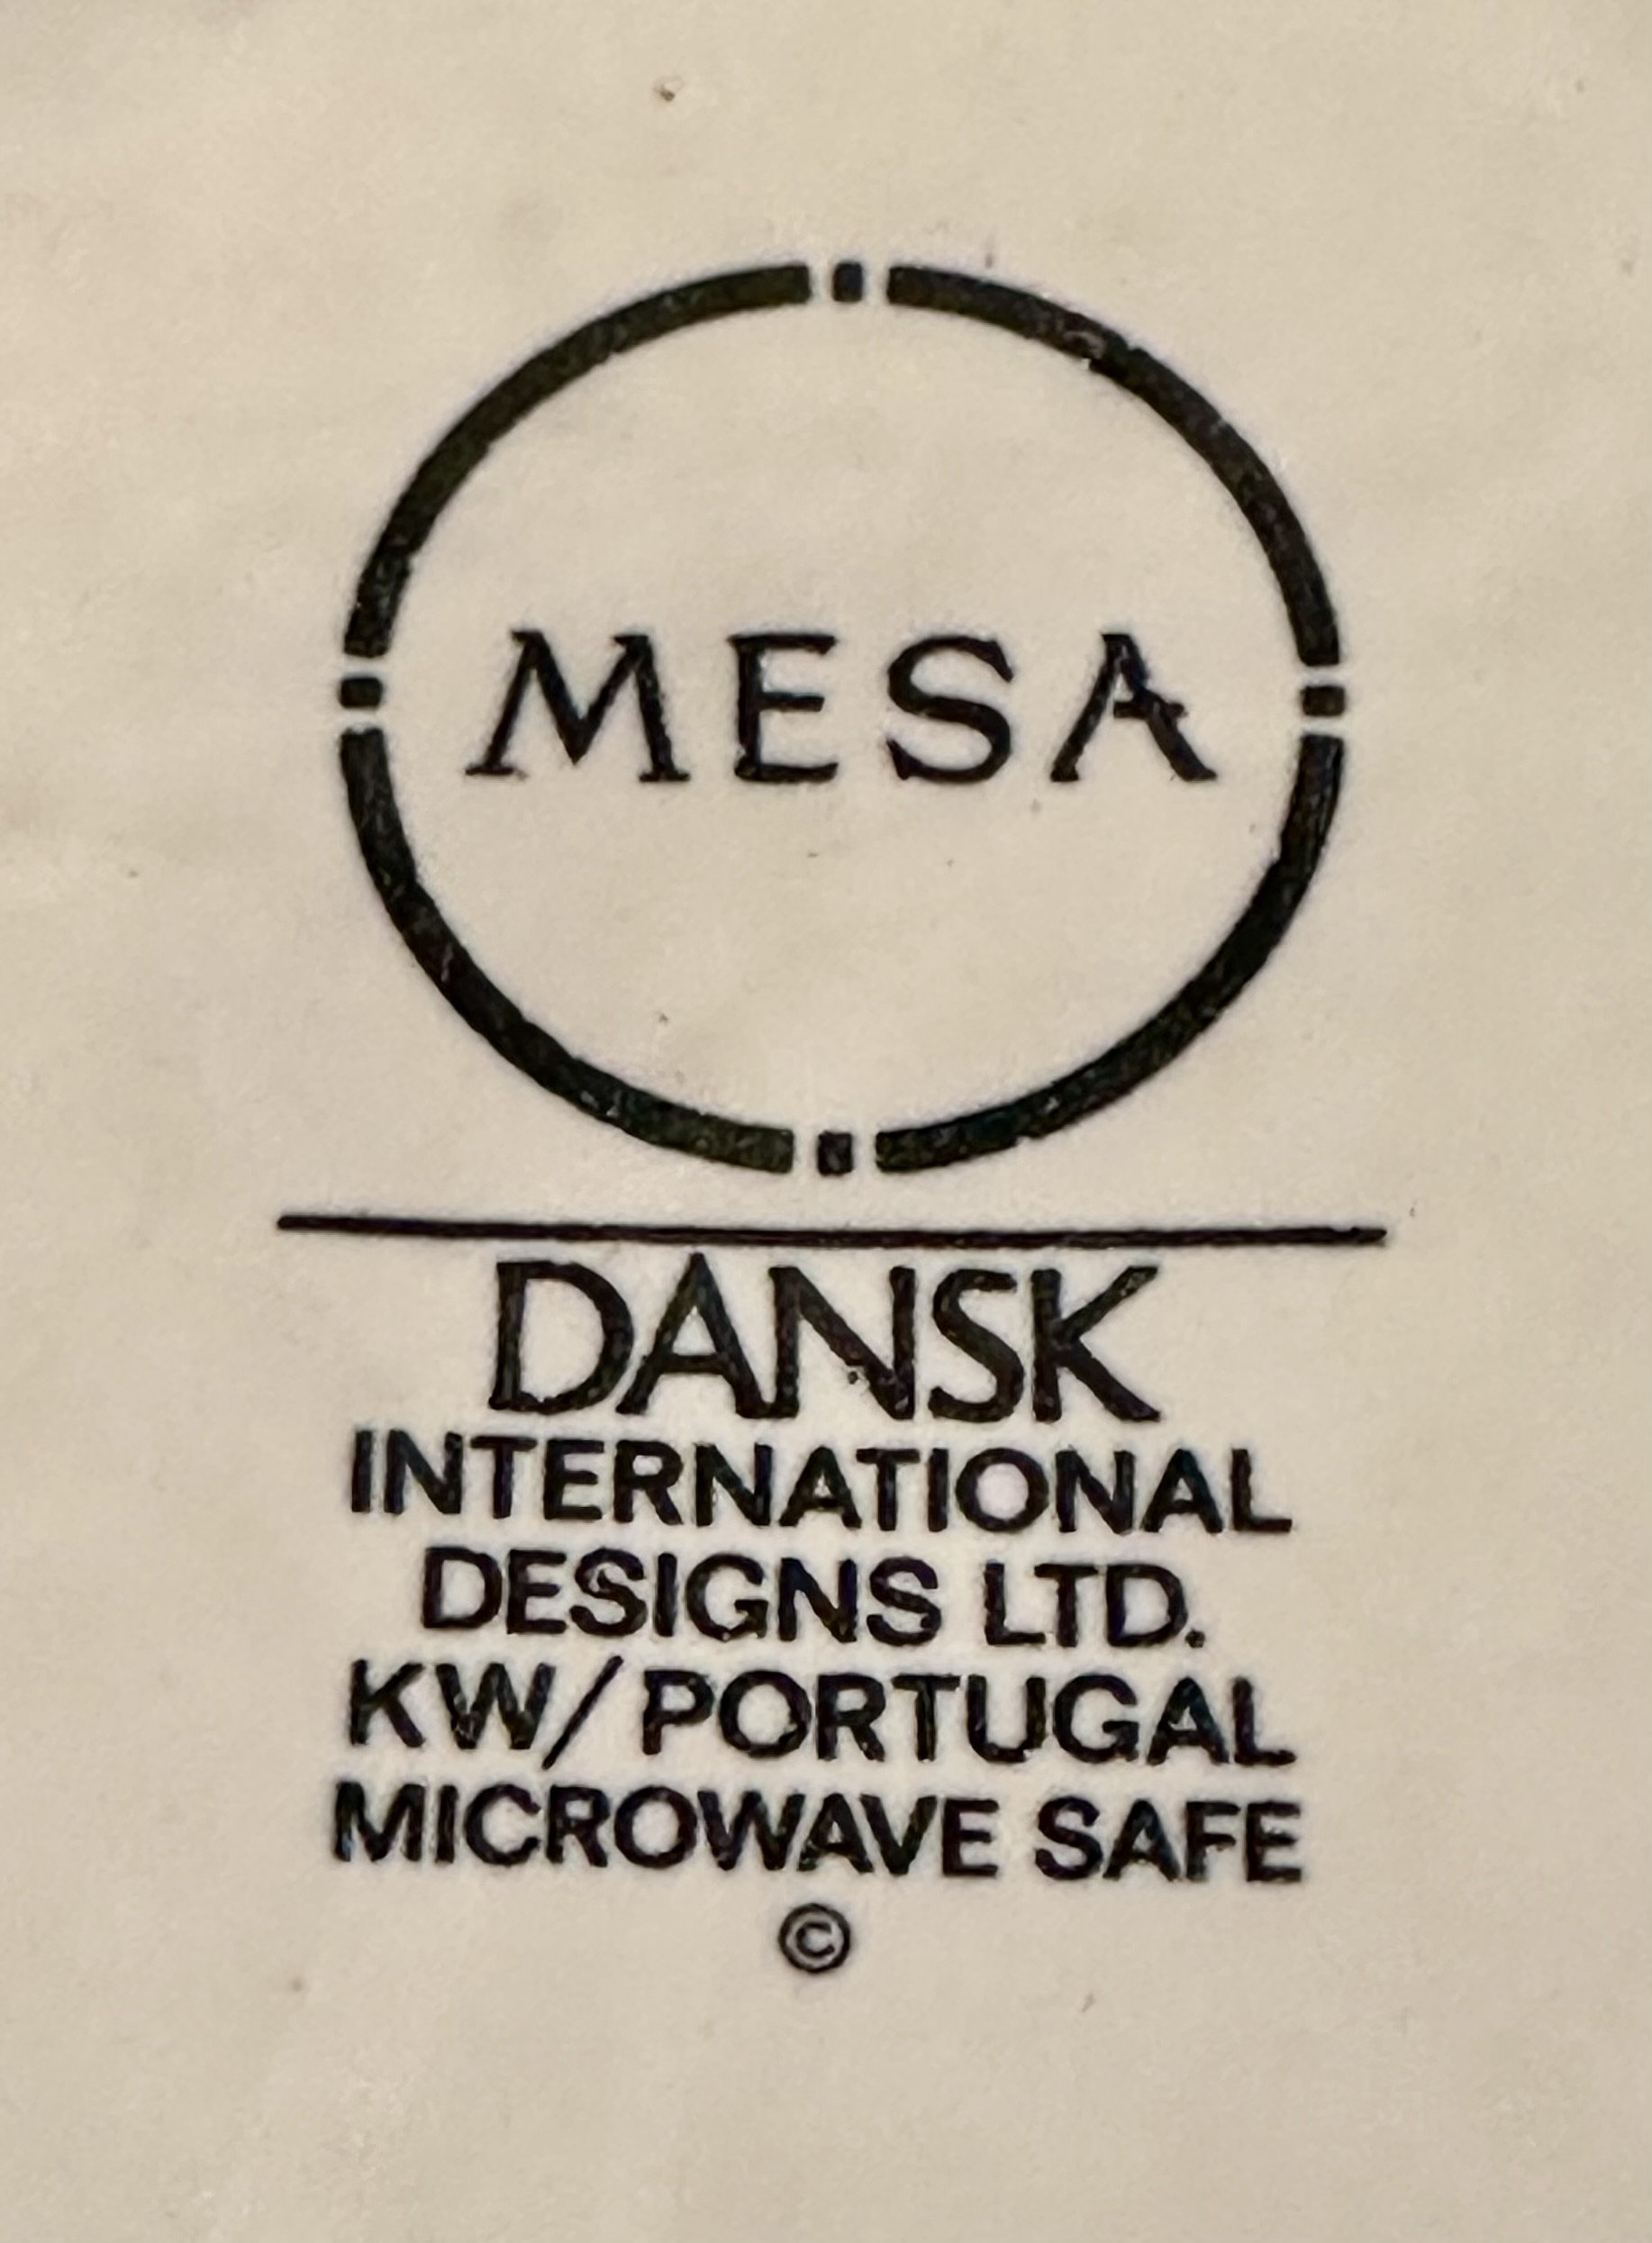 MESA
DANSK
INTERNATIONAL
DESIGNS LTD.
KW/PORTUGAL
MICROWAVE SAFE
©